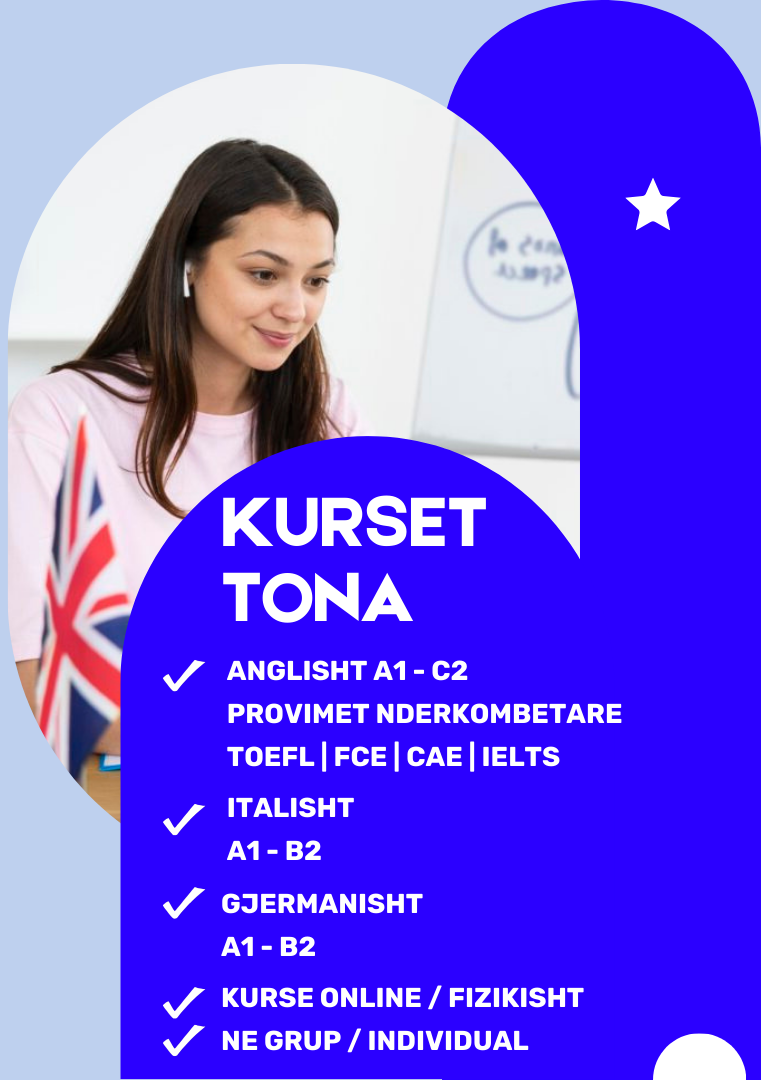 KURSET
TONA
ANGLISHT A1 - C2
PROVIMET NDERKOMBETARE
TOEFL | FCE | CAE | IELTS
ITALISHT
A1 - B2
GJERMANISHT
A1 - B2
KURSE ONLINE / FIZIKISHT
NE GRUP / INDIVIDUAL